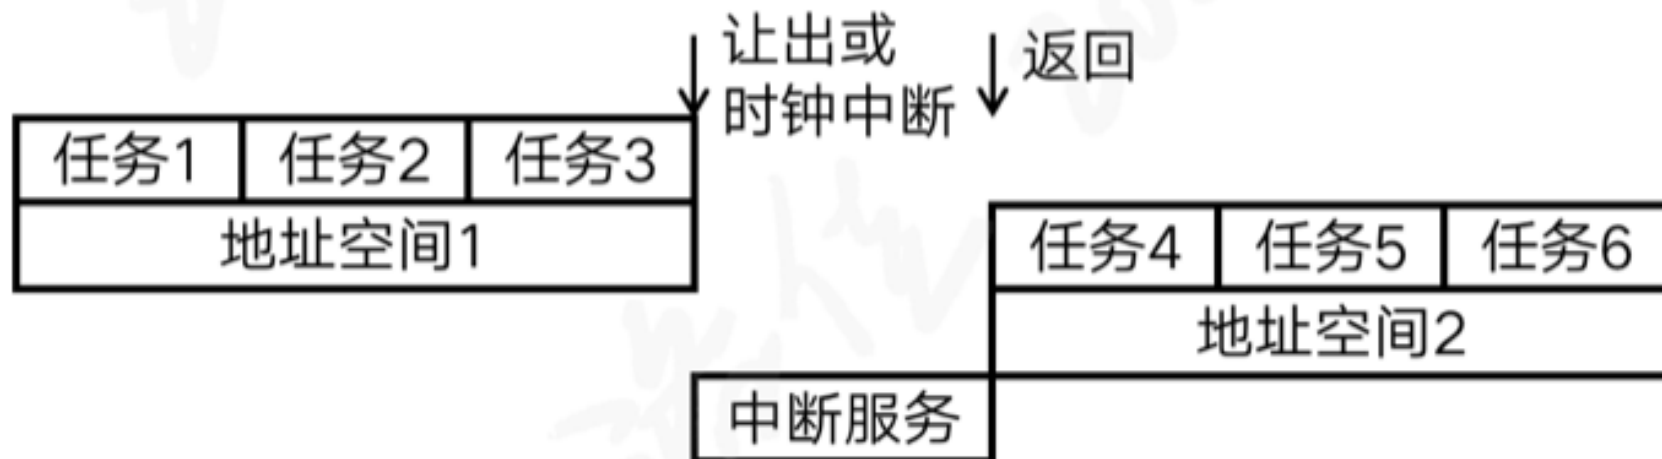 让出或
时钟中断
返回
任务1 任务2 任务3
地址空间1
任务4 任务5 任务6
地址空间2
中断服务